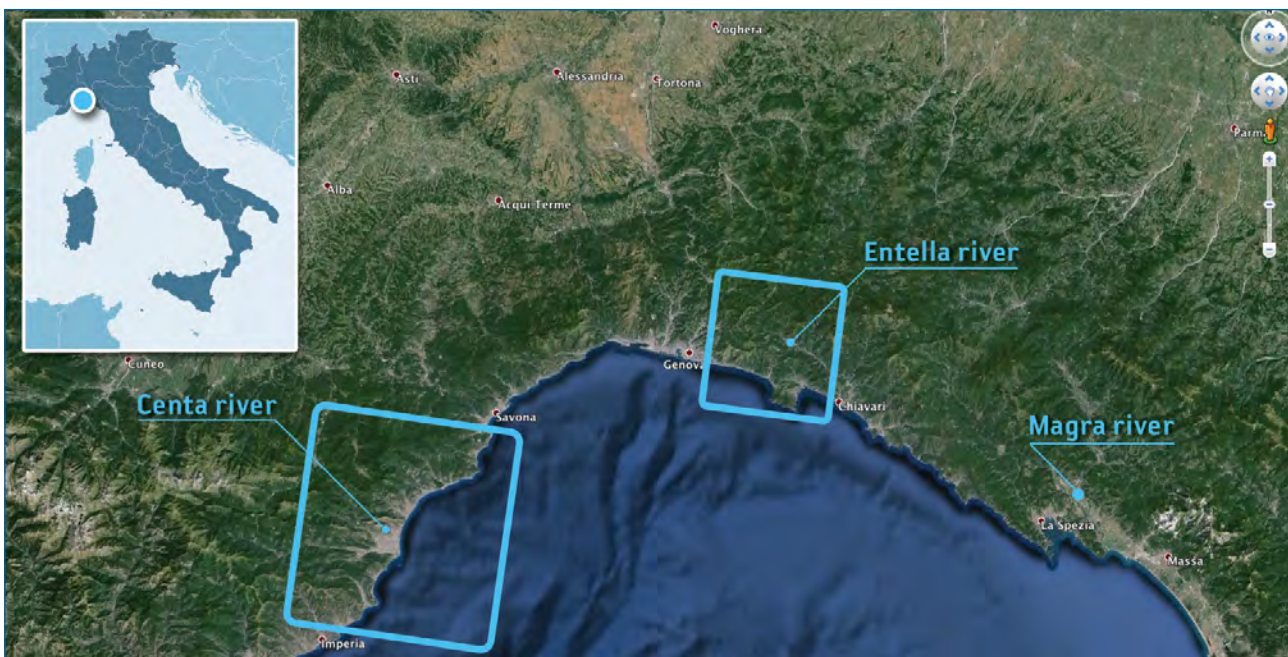 Voghera
Asti
Alessandria
Tortona
Parma
Alba
Acqui Terme
Entella river
Cuneo
Genova
Centa river
Savona
Chiavari
Magra river
La Spezia
Massa
Imperia